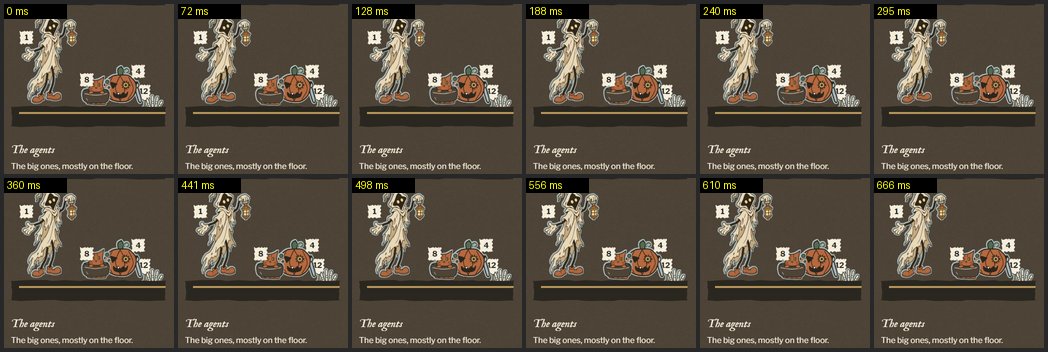 0 ms
1
8
4
12
The agents
The big ones, mostly on the floor.
72 ms
1
8
4
12
The agents
The big ones, mostly on the floor.
128 ms
1
8
4
12
The agents
The big ones, mostly on the floor.
188 ms
1
8
4
12
The agents
The big ones, mostly on the floor.
240 ms
1
8
4
12
The agents
The big ones, mostly on the floor.
295 ms
1
8
4
12
The agents
The big ones, mostly on the floor.
360 ms
1
8
4
12
The agents
The big ones, mostly on the floor.
441 ms
1
8
4
12
The agents
The big ones, mostly on the floor.
498 ms
1
8
4
12
The agents
The big ones, mostly on the floor.
556 ms
1
8
4
12
The agents
The big ones, mostly on the floor.
610 ms
1
8
4
12
The agents
The big ones, mostly on the floor.
666 ms
1
8
4
12
The agents
The big ones, mostly on the floor.